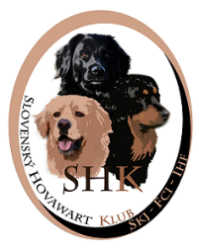 SHK
SLOVENSKÝ HOVAWART KLUB
SKJ - FCI - IHF